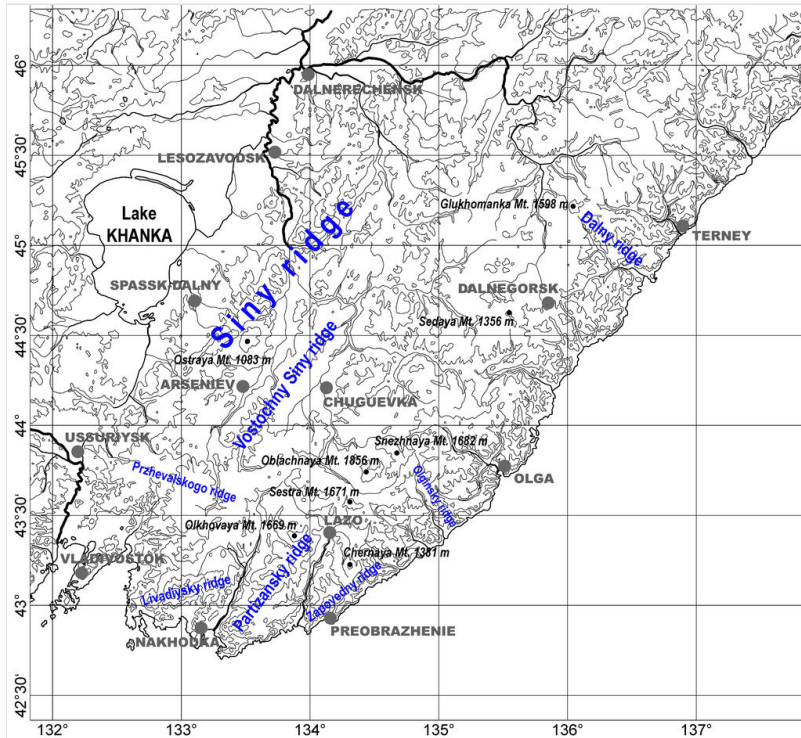 46°
DALNERECHENSK
45°30'
LESOZAVODSK
Lake
KHANKA
Glukhomanka Mt. 1598 m
Dalny ridge
TERNEY
45°
SPASSK-DALNY
Siny ridge
DALNEGORSK
Sedaya Mt. 1356 m
44°30'
Ostraya Mt. 1083 m
ARSENIEV
Vostochny Siny ridge
CHUGUEVKA
44°
USSURIYSK
Snezhnaya Mt. 1682 m
Oblachnaya Mt. 1856 m
OLGA
Przhevalskogo ridge
Olginsky ridge
Sestra Mt. 1671 m
43°30'
Olkhovaya Mt. 1669 m
LAZO
VLADIVOSTOK
Chernaya Mt. 1381 m
Livadiysky ridge
Partizansky ridge
Zapovedny ridge
43°
NAKHODKA
PREOBRAZHENIE
42°30'
132°
133°
134°
135°
136°
137°